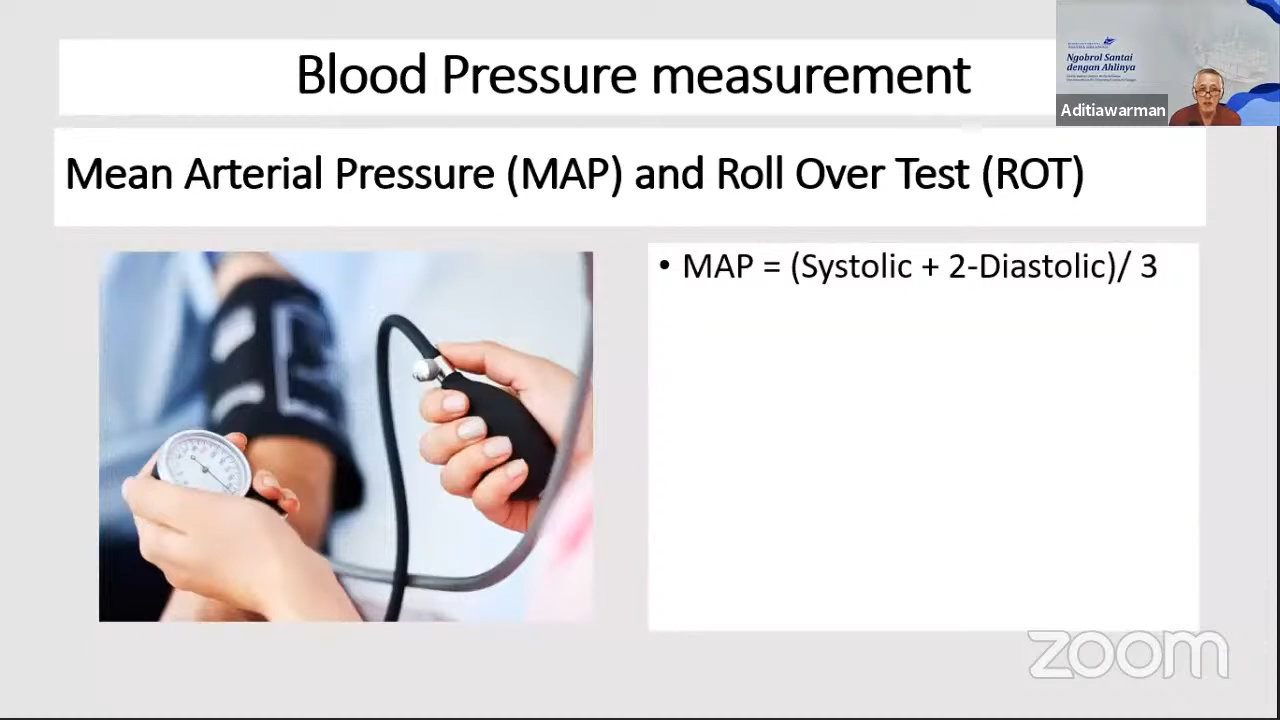 Blood Pressure measurement
Ngobrol Santai
dengan Ahlinya
Aditiawarman
Mean Arterial Pressure (MAP) and Roll Over Test (ROT)
• MAP = (Systolic + 2-Diastolic)/ 3
zoom